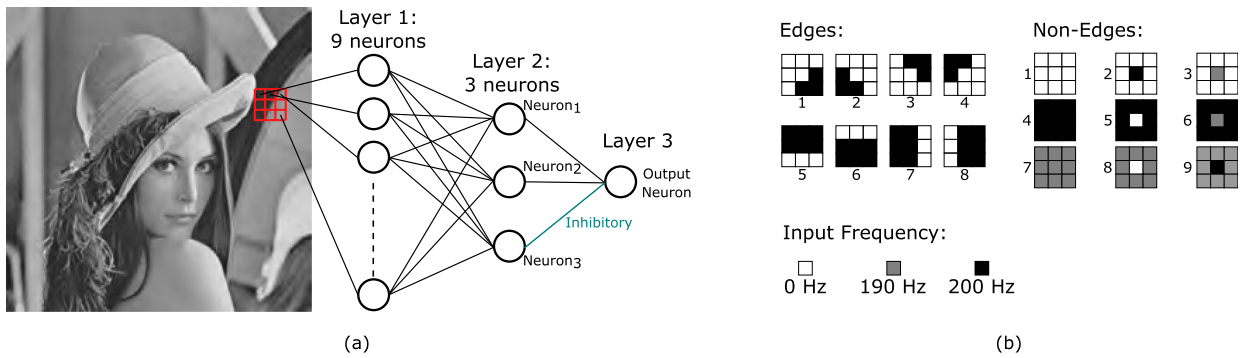 Layer 1:
9 neurons
Layer 2:
3 neurons
Neuron1
Layer 3
Neuron2
Output
Neuron
Inhibitory
Neuron3
(a)
Edges:
1 2 3 4
5 6 7 8
Non-Edges:
1 2 3
4 5 6
7 8 9
Input Frequency:
0 Hz 190 Hz 200 Hz
(b)